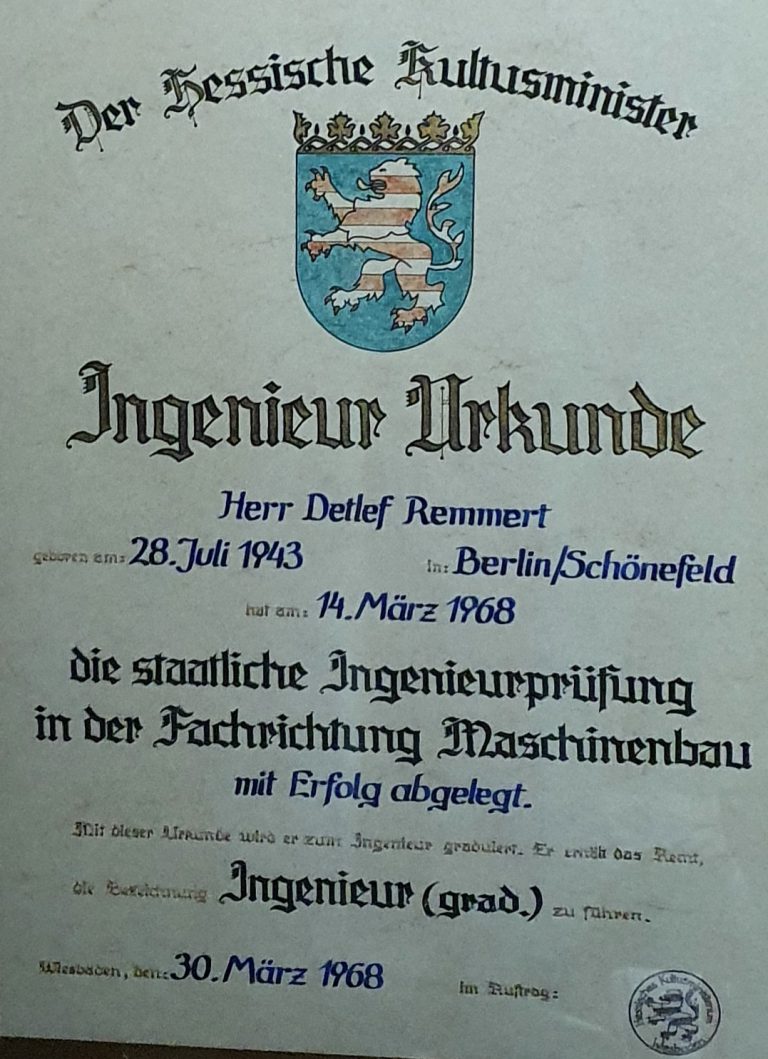 Der Hessische Kultusminister
Ingenieur Urkunde
Herr Detlef Remmert
geboren am: 28. Juli 1943 in: Berlin/Schönefeld
hat am: 14. März 1968
die staatliche Ingenieurprüfung
in der Fachrichtung Maschinenbau
mit Erfolg abgelegt.
Mit dieser Urkunde wird er zum Ingenieur graduiert. Er erhält das Recht,
die Bezeichnung Ingenieur (grad.) zu führen.
Wiesbaden, den: 30. März 1968 Im Auftrag:
Hessisches Kultusministerium